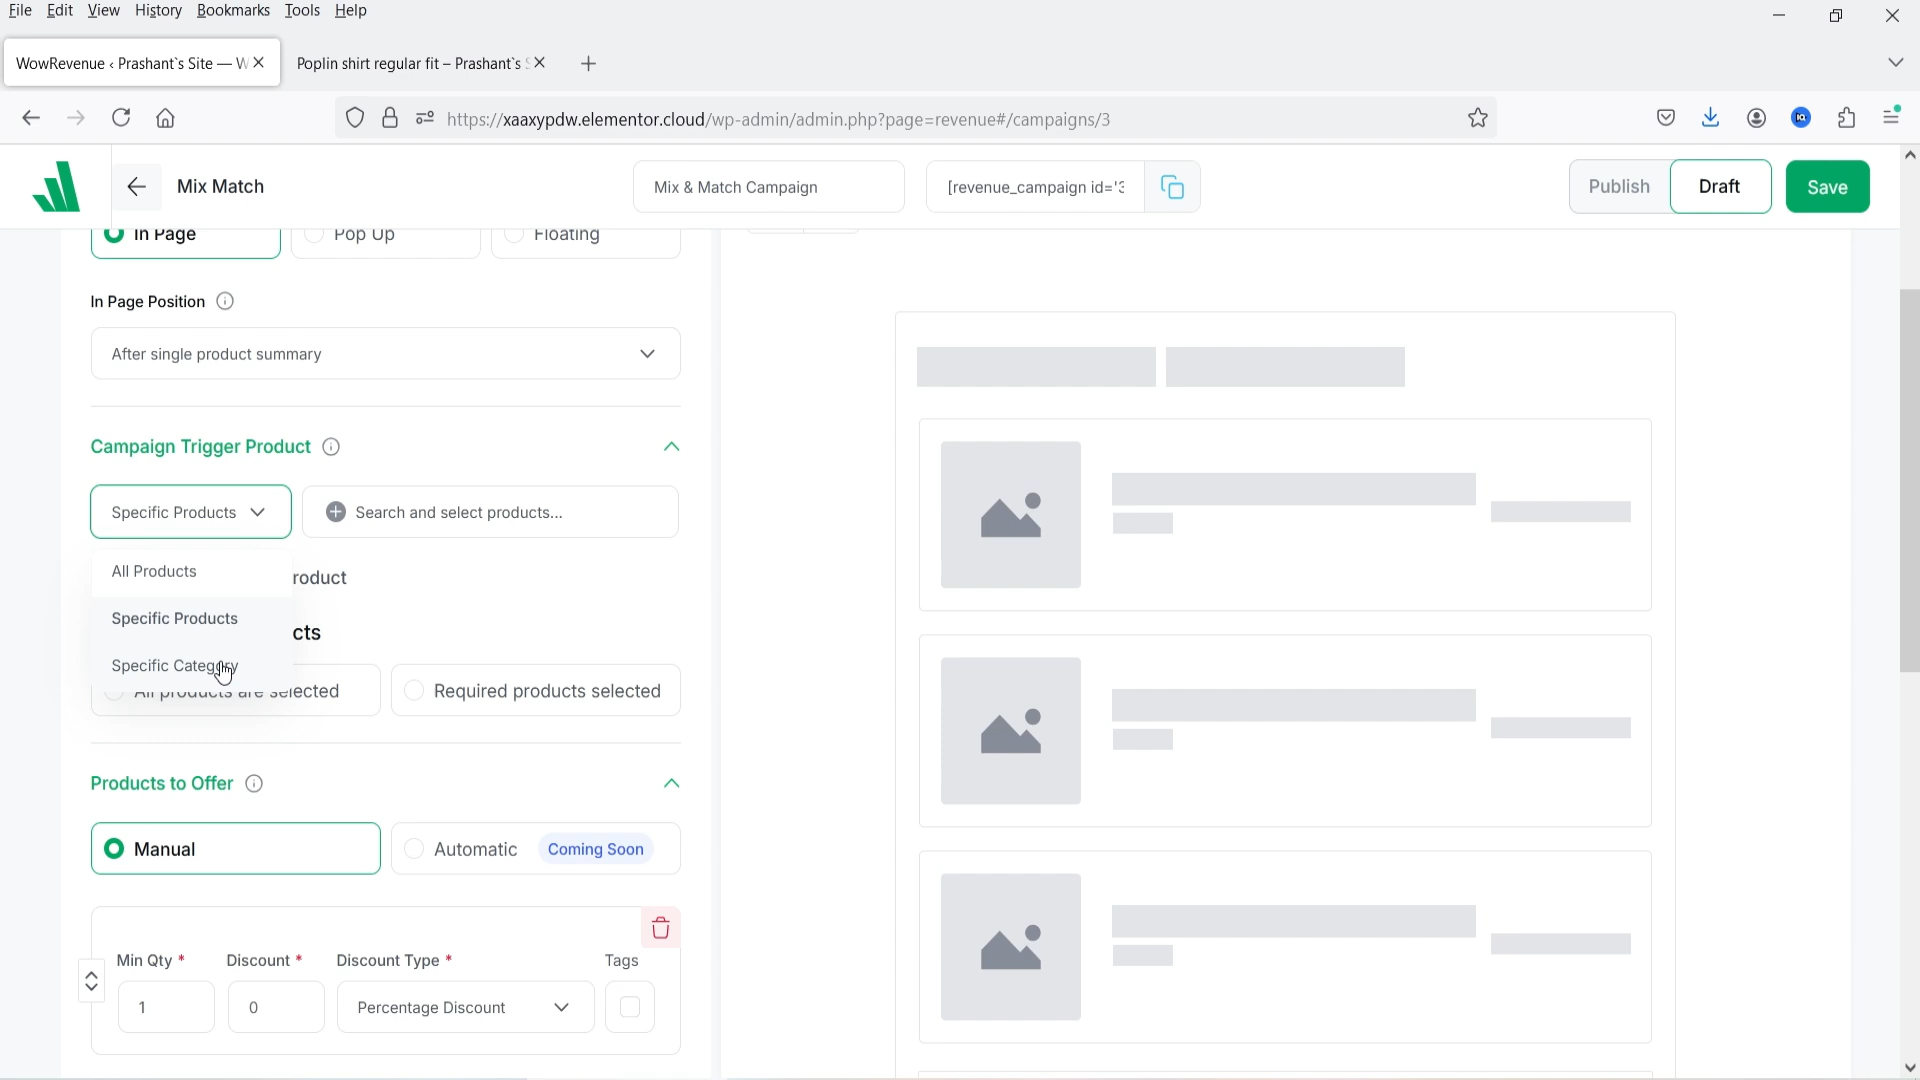 File Edit View History Bookmarks Tools Help
WowRevenue ‹ Prashant`s Site — W
Poplin shirt regular fit – Prashant`s S
https://xaaxypdw.elementor.cloud/wp-admin/admin.php?page=revenue#/campaigns/3
Mix Match
Mix & Match Campaign
[revenue_campaign id='3
Publish
Draft
Save
In Page
Pop Up
Floating
In Page Position
After single product summary
Campaign Trigger Product
Specific Products
Search and select products...
All Products
roduct
Specific Products
cts
Specific Category
All products are selected
Required products selected
Products to Offer
Manual
Automatic
Coming Soon
Min Qty *
Discount *
Discount Type *
Tags
1
0
Percentage Discount